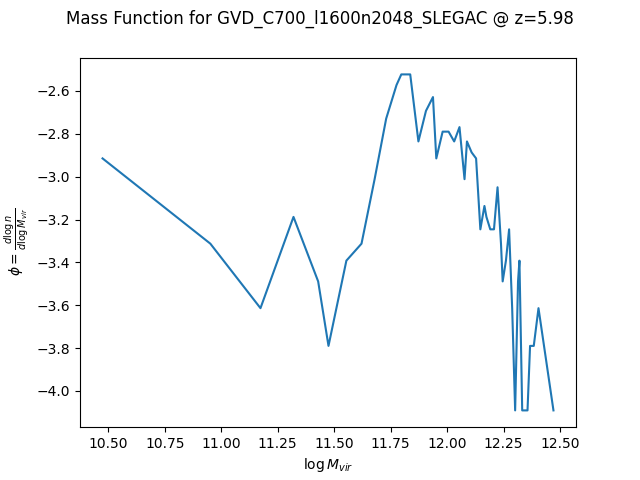 Mass Function for GVD_C700_l1600n2048_SLEGAC @ z=5.98
−2.6
−2.8
−3.0
−3.2
−3.4
−3.6
−3.8
−4.0
ϕ = d log n / d log M_vir
10.50 10.75 11.00 11.25 11.50 11.75 12.00 12.25 12.50
log M_vir